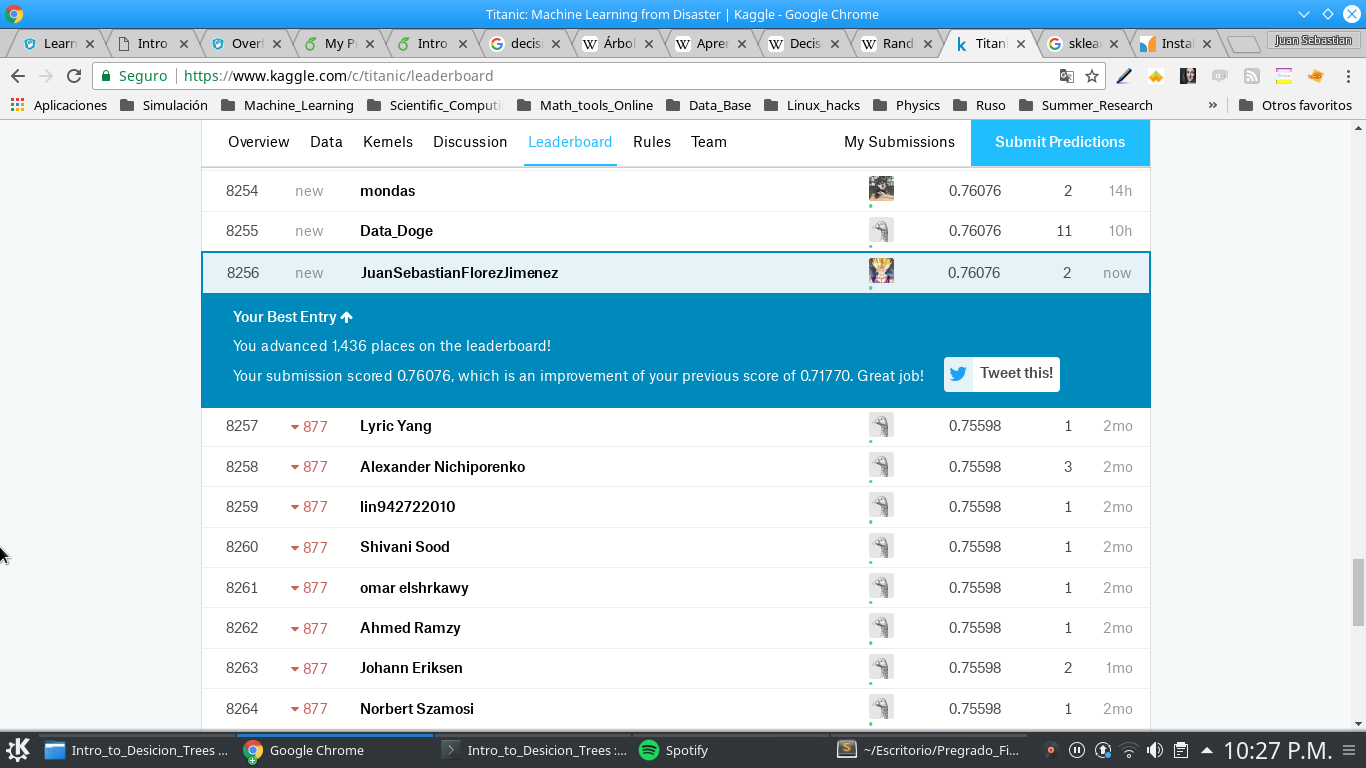 Titanic: Machine Learning from Disaster | Kaggle - Google Chrome
Learn Intro Overf My P Intro decisi Árbol Apren Decis Rand Titani sklea Instal Juan Sebastian
Seguro https://www.kaggle.com/c/titanic/leaderboard
Aplicaciones Simulación Machine_Learning Scientific_Computi Math_tools_Online Data_Base Linux_hacks Physics Ruso Summer_Research » Otros favoritos
Overview Data Kernels Discussion Leaderboard Rules Team My Submissions Submit Predictions
8254 new mondas 0.76076 2 14h
8255 new Data_Doge 0.76076 11 10h
8256 new JuanSebastianFlorezJimenez 0.76076 2 now
Your Best Entry
You advanced 1,436 places on the leaderboard!
Your submission scored 0.76076, which is an improvement of your previous score of 0.71770. Great job! Tweet this!
8257 877 Lyric Yang 0.75598 1 2mo
8258 877 Alexander Nichiporenko 0.75598 3 2mo
8259 877 lin942722010 0.75598 1 2mo
8260 877 Shivani Sood 0.75598 1 2mo
8261 877 omar elshrkawy 0.75598 1 2mo
8262 877 Ahmed Ramzy 0.75598 1 2mo
8263 877 Johann Eriksen 0.75598 2 1mo
8264 877 Norbert Szamosi 0.75598 1 2mo
Intro_to_Desicion_Trees ... Google Chrome Intro_to_Desicion_Trees :... Spotify ~/Escritorio/Pregrado_Fi... 10:27 P.M.